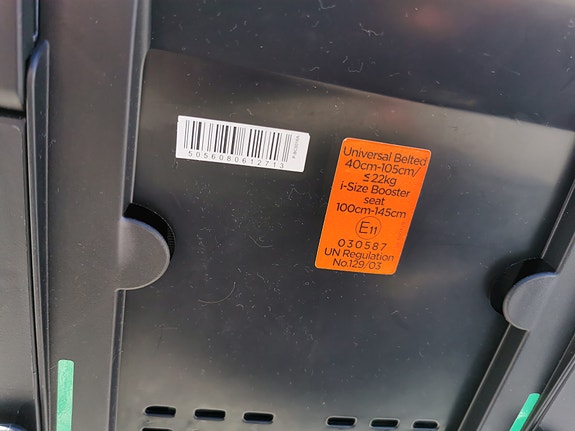 5056080612713
Universal Belted
40cm-105cm/
≤22kg
i-Size Booster
seat
100cm-145cm
E11
030587
UN Regulation
No.129/03